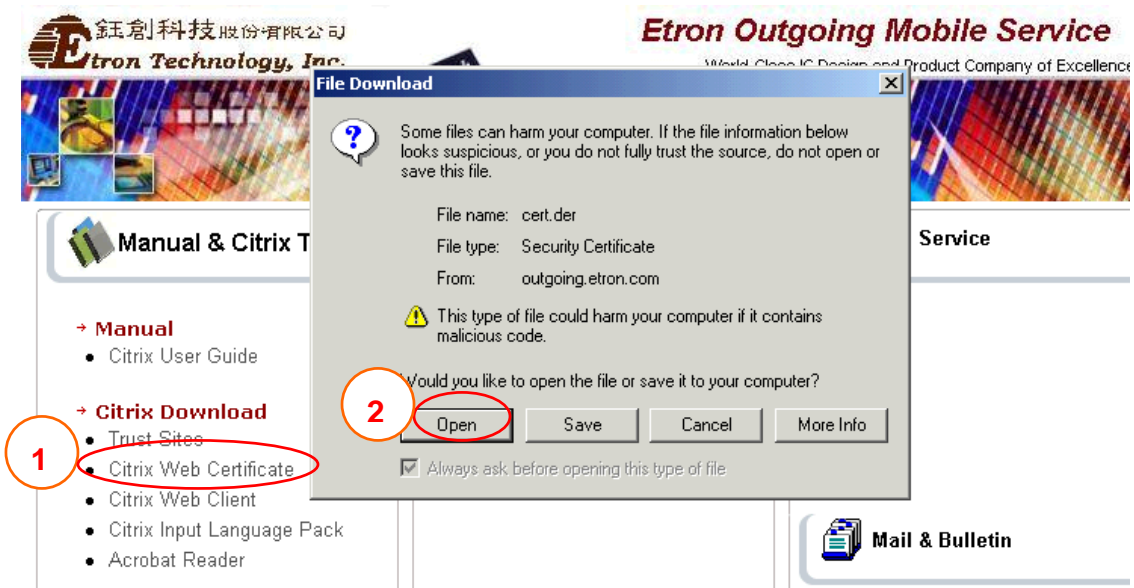 鈺創科技股份有限公司
Etron Technology, Inc.
Etron Outgoing Mobile Service
World Class IC Design and Product Company of Excellence
File Download
Some files can harm your computer. If the file information below
looks suspicious, or you do not fully trust the source, do not open or
save this file.
File name: cert.der
File type: Security Certificate
From: outgoing.etron.com
This type of file could harm your computer if it contains
malicious code.
Would you like to open the file or save it to your computer?
2
Open Save Cancel More Info
Always ask before opening this type of file
Manual & Citrix T
Manual
Citrix User Guide
Citrix Download
Trust Sites
1
Citrix Web Certificate
Citrix Web Client
Citrix Input Language Pack
Acrobat Reader
Service
Mail & Bulletin